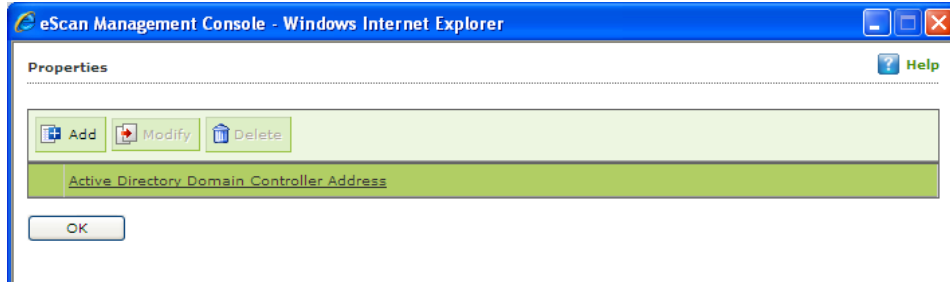 eScan Management Console - Windows Internet Explorer
Properties
? Help
Add Modify Delete
Active Directory Domain Controller Address
OK